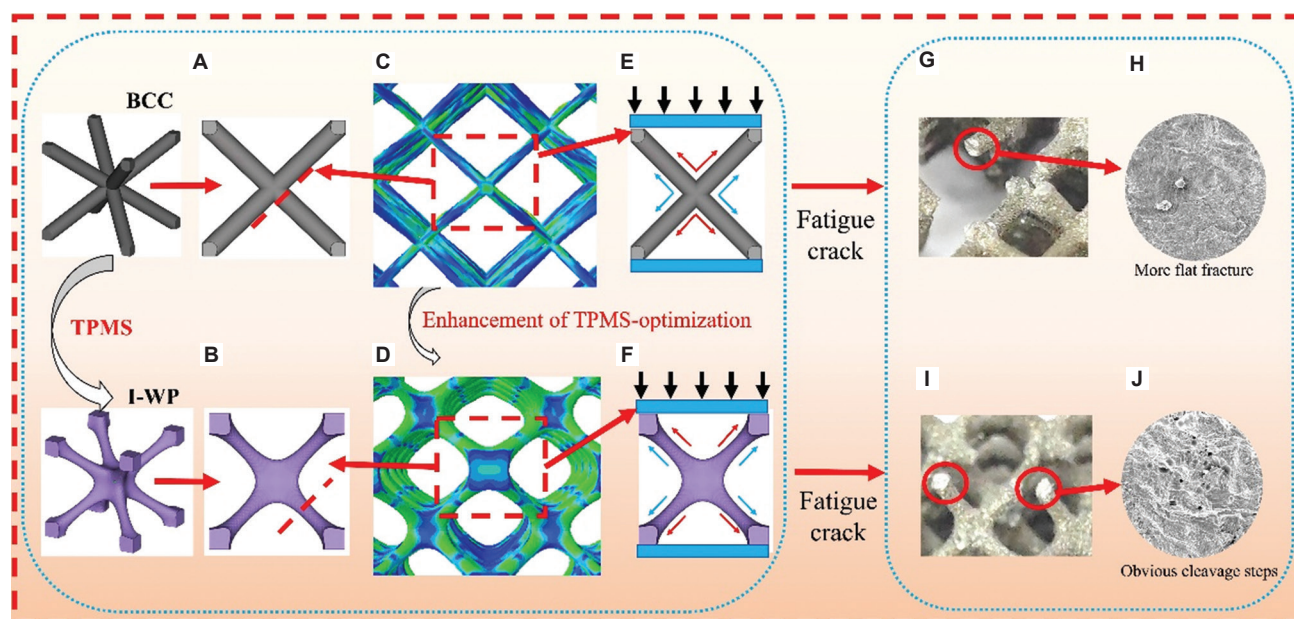 A
C
E
G
H
BCC
Fatigue
crack
More flat fracture
TPMS
Enhancement of TPMS-optimization
B
D
F
I
J
I-WP
Fatigue
crack
Obvious cleavage steps